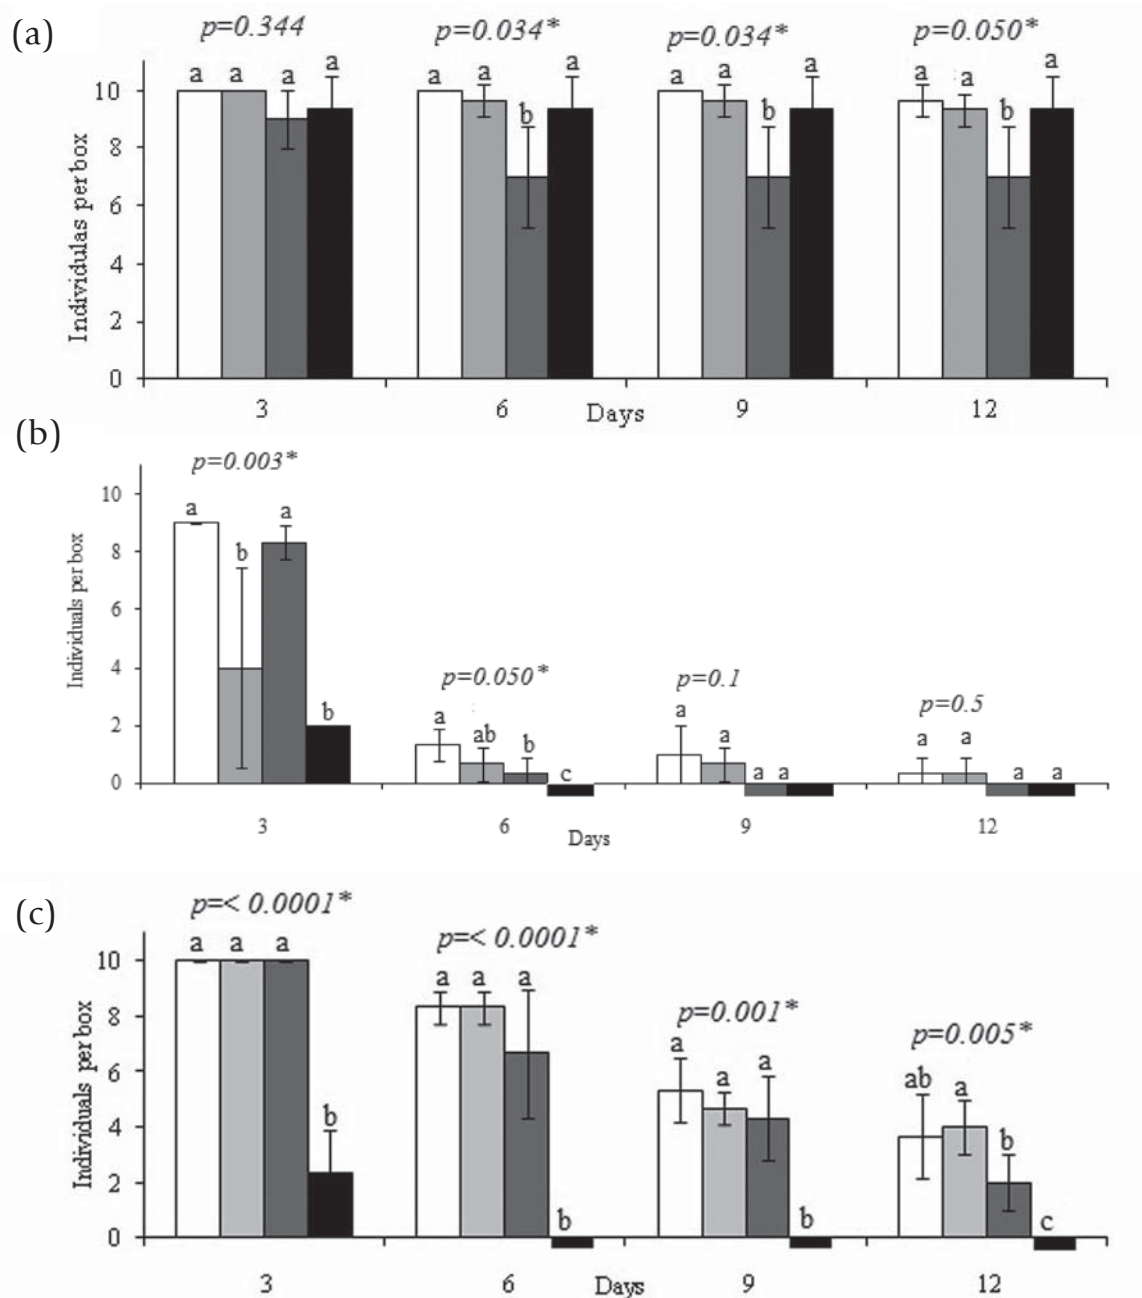 (a)
p=0.344 p=0.034* p=0.034* p=0.050*
a a a a a a b a a a b a a a b a
Individulas per box
10
8
6
4
2
0
3 6 9 12
Days
(b)
p=0.003*
p=0.050* p=0.1 p=0.5
a b a b a ab b c a a a a a a a a
Individuals per box
10
8
6
4
2
0
3 6 9 12
Days
(c)
p=< 0.0001*
p=< 0.0001*
p=0.001*
p=0.005*
a a a b a a a b a a a b ab a b c
Individuals per box
10
8
6
4
2
0
3 6 9 12
Days